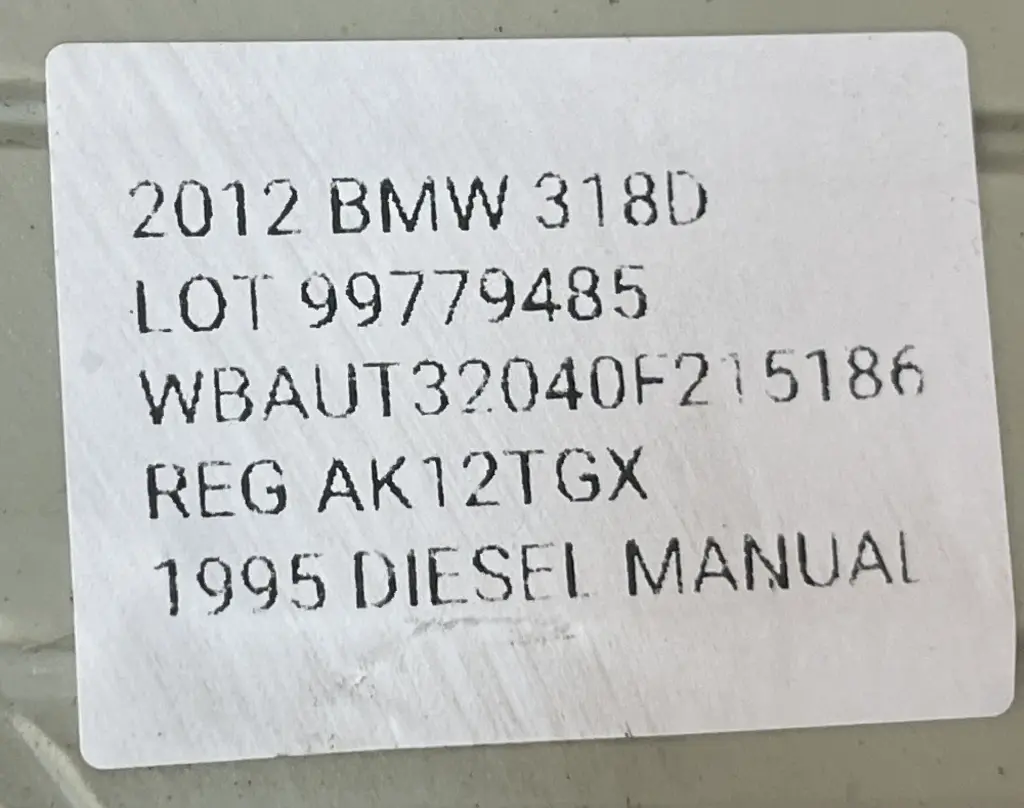 2012 BMW 318D
LOT 99779485
WBAUT32040F215186
REG AK12TGX
1995 DIESEL MANUAL